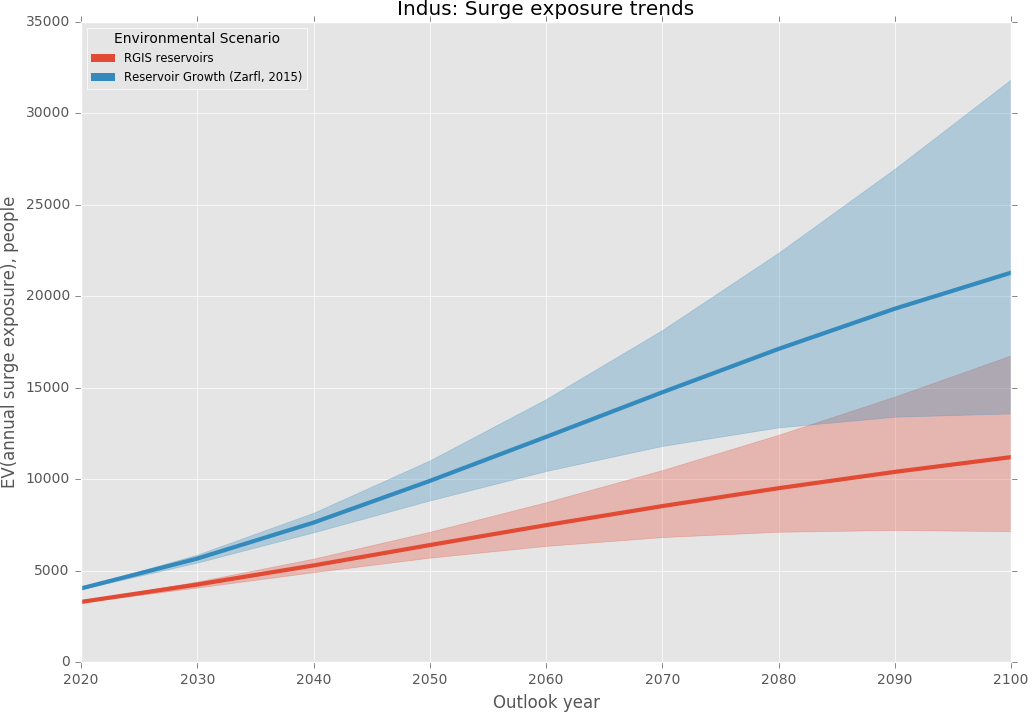 Indus: Surge exposure trends
Environmental Scenario
RGIS reservoirs
Reservoir Growth (Zarfl, 2015)
EV(annual surge exposure), people
35000
30000
25000
20000
15000
10000
5000
0
2020 2030 2040 2050 2060 2070 2080 2090 2100
Outlook year